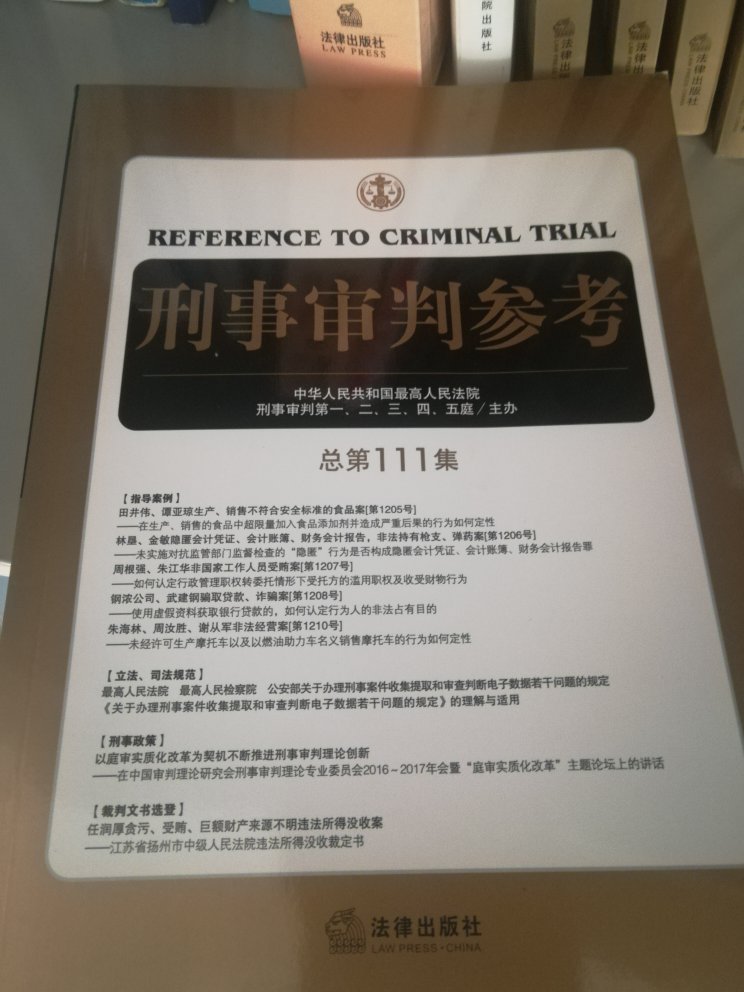 法律出版社
LAW PRESS
院出版社
法律出版社
法律出版社
法律出版社
REFERENCE TO CRIMINAL TRIAL
刑事审判参考
中华人民共和国最高人民法院
刑事审判第一、二、三、四、五庭/主办
总第111集
【指导案例】
田井伟、谭亚琼生产、销售不符合安全标准的食品案[第1205号]
——在生产、销售的食品中超限量加入食品添加剂并造成严重后果的行为如何定性
林垦、金敏隐匿会计凭证、会计账簿、财务会计报告，非法持有枪支、弹药案[第1206号]
——未实施对抗监管部门监督检查的“隐匿”行为是否构成隐匿会计凭证、会计账簿、财务会计报告罪
周根强、朱江华非国家工作人员受贿案[第1207号]
——如何认定行政管理职权转委托情形下受托方的滥用职权及收受财物行为
钢浓公司、武建钢骗取贷款、诈骗案[第1208号]
——使用虚假资料获取银行贷款的，如何认定行为人的非法占有目的
朱海林、周汝胜、谢从军非法经营案[第1210号]
——未经许可生产摩托车以及以燃油助力车名义销售摩托车的行为如何定性
【立法、司法规范】
最高人民法院 最高人民检察院 公安部关于办理刑事案件收集提取和审查判断电子数据若干问题的规定
《关于办理刑事案件收集提取和审查判断电子数据若干问题的规定》的理解与适用
【刑事政策】
以庭审实质化改革为契机不断推进刑事审判理论创新
——在中国审判理论研究会刑事审判理论专业委员会2016～2017年会暨“庭审实质化改革”主题论坛上的讲话
【裁判文书选登】
任润厚贪污、受贿、巨额财产来源不明违法所得没收案
——江苏省扬州市中级人民法院违法所得没收裁定书
法律出版社
LAW PRESS·CHINA